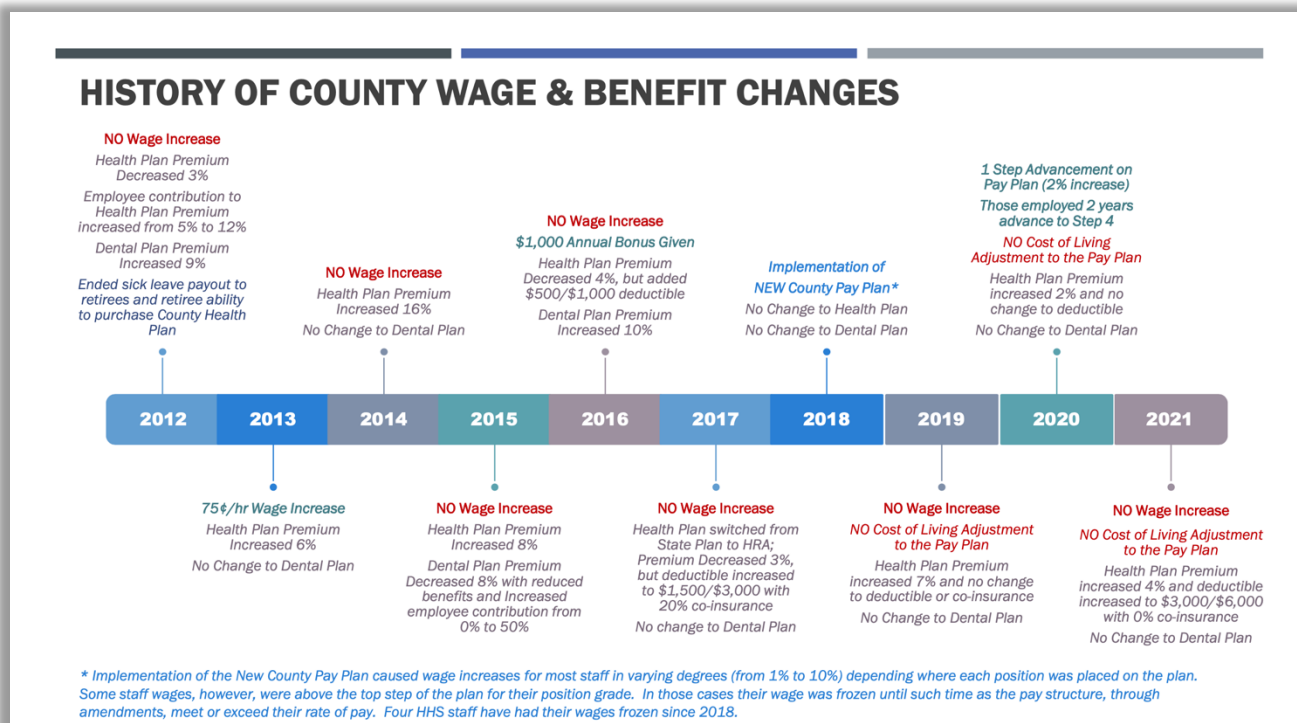 HISTORY OF COUNTY WAGE & BENEFIT CHANGES
NO Wage Increase
Health Plan Premium
Decreased 3%
Employee contribution to
Health Plan Premium
increased from 5% to 12%
Dental Plan Premium
Increased 9%
Ended sick leave payout to
retirees and retiree ability
to purchase County Health
Plan
NO Wage Increase
Health Plan Premium
Increased 16%
No Change to Dental Plan
NO Wage Increase
$1,000 Annual Bonus Given
Health Plan Premium
Decreased 4%, but added
$500/$1,000 deductible
Dental Plan Premium
Increased 10%
Implementation of
NEW County Pay Plan*
No Change to Health Plan
No Change to Dental Plan
1 Step Advancement on
Pay Plan (2% increase)
Those employed 2 years
advance to Step 4
NO Cost of Living
Adjustment to the Pay Plan
Health Plan Premium
increased 2% and no
change to deductible
No Change to Dental Plan
2012 2013 2014 2015 2016 2017 2018 2019 2020 2021
75¢/hr Wage Increase
Health Plan Premium
Increased 6%
No Change to Dental Plan
NO Wage Increase
Health Plan Premium
Increased 8%
Dental Plan Premium
Decreased 8% with reduced
benefits and Increased
employee contribution from
0% to 50%
NO Wage Increase
Health Plan switched from
State Plan to HRA;
Premium Decreased 3%,
but deductible increased
to $1,500/$3,000 with
20% co-insurance
No change to Dental Plan
NO Wage Increase
NO Cost of Living Adjustment
to the Pay Plan
Health Plan Premium
increased 7% and no change
to deductible or co-insurance
No Change to Dental Plan
NO Wage Increase
NO Cost of Living Adjustment
to the Pay Plan
Health Plan Premium
increased 4% and deductible
increased to $3,000/$6,000
with 0% co-insurance
No Change to Dental Plan
* Implementation of the New County Pay Plan caused wage increases for most staff in varying degrees (from 1% to 10%) depending where each position was placed on the plan.
Some staff wages, however, were above the top step of the plan for their position grade. In those cases their wage was frozen until such time as the pay structure, through
amendments, meet or exceed their rate of pay. Four HHS staff have had their wages frozen since 2018.